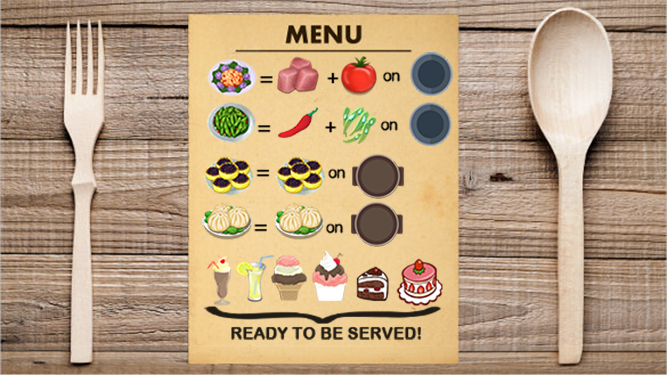 MENU
= + on
= + on
= on
= on
READY TO BE SERVED!